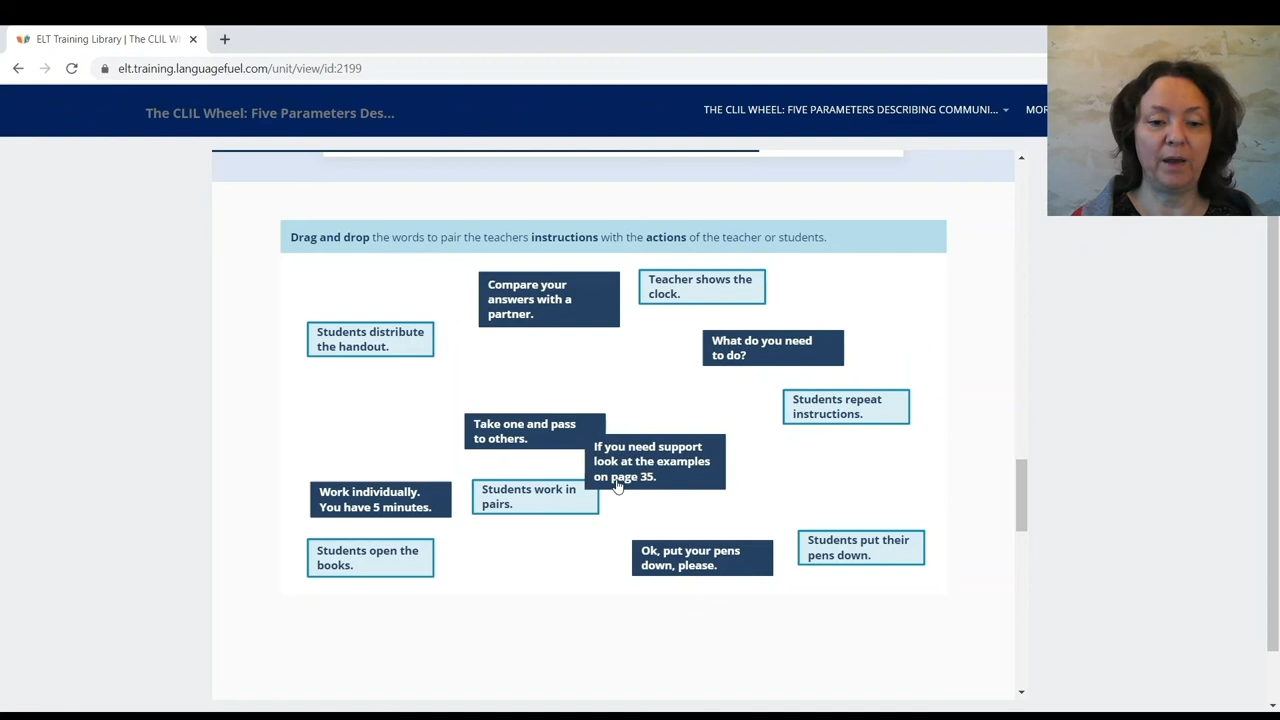 ELT Training Library | The CLIL W
elt.training.languagefuel.com/unit/view/id:2199
The CLIL Wheel: Five Parameters Des...
THE CLIL WHEEL: FIVE PARAMETERS DESCRIBING COMMUNI...
MOR
Drag and drop the words to pair the teachers instructions with the actions of the teacher or students.
Compare your
answers with a
partner.
Teacher shows the
clock.
Students distribute
the handout.
What do you need
to do?
Students repeat
instructions.
Take one and pass
to others.
If you need support
look at the examples
on page 35.
Work individually.
You have 5 minutes.
Students work in
pairs.
Students open the
books.
Ok, put your pens
down, please.
Students put their
pens down.